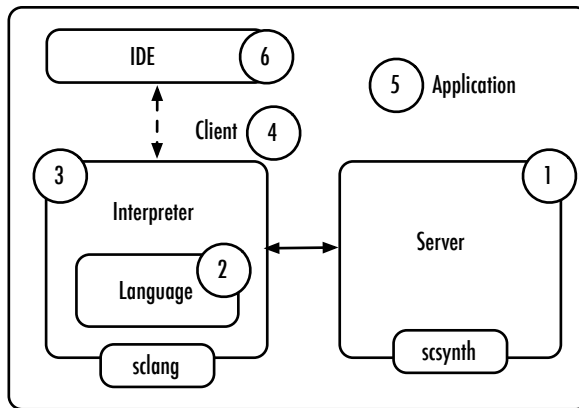 IDE
6
5
Application
Client
4
3
1
Interpreter
Server
2
Language
sclang
scsynth